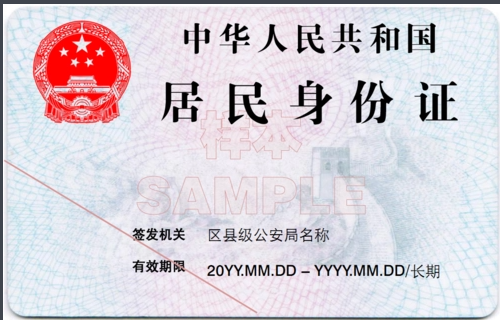 中华人民共和国
居民身份证
样本
SAMPLE
签发机关 区县级公安局名称
有效期限 20YY.MM.DD – YYYY.MM.DD/长期